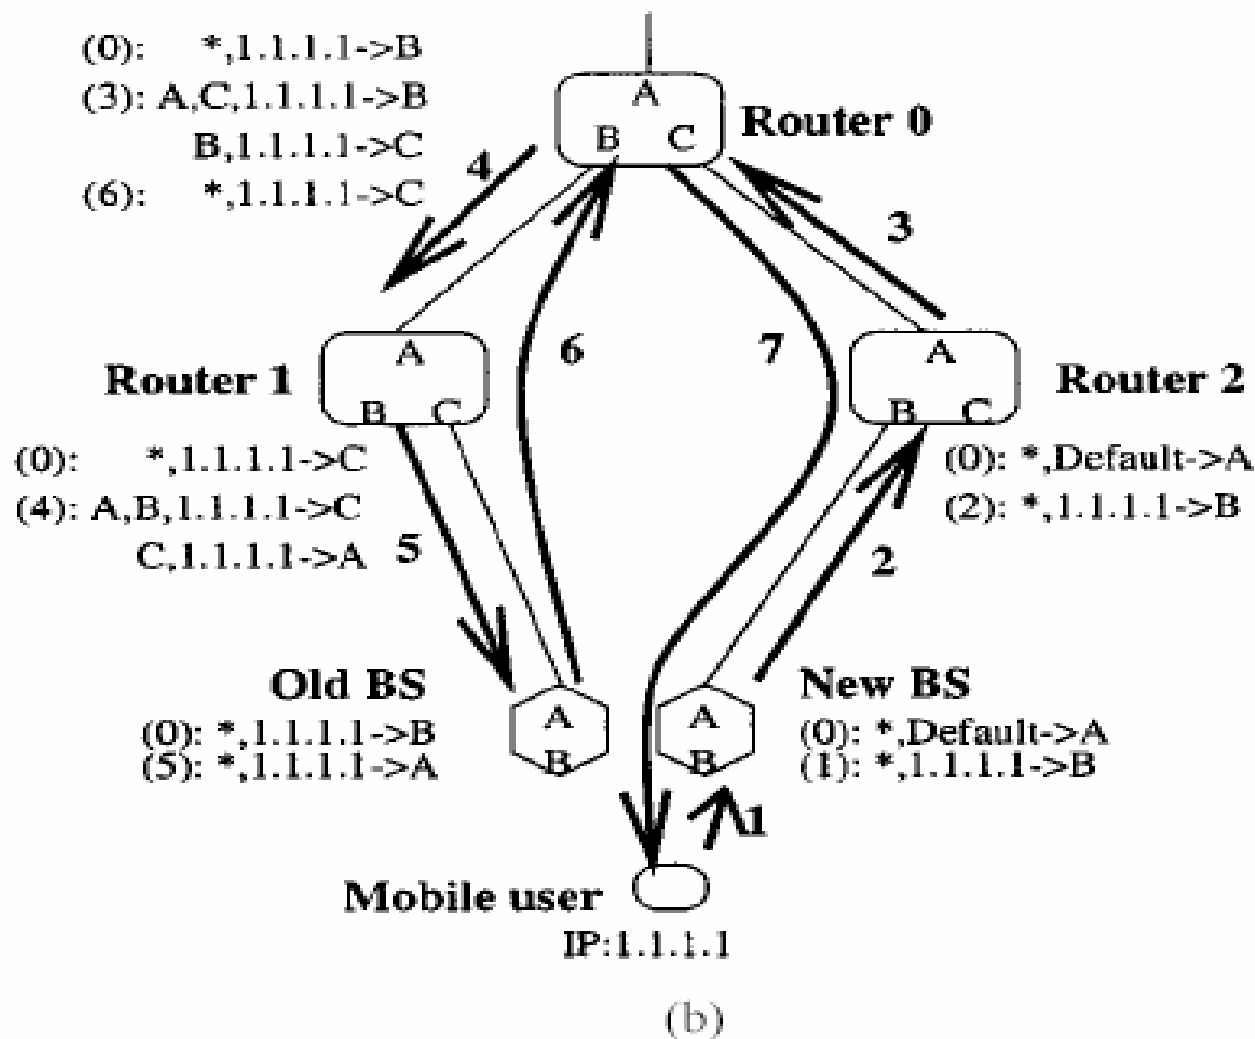 (0): *,1.1.1.1->B
(3): A,C,1.1.1.1->B
B,1.1.1.1->C
(6): *,1.1.1.1->C
A
B C
Router 0
4
3
6
7
Router 1
A
B C
A
B C
Router 2
(0): *,1.1.1.1->C
(4): A,B,1.1.1.1->C
C,1.1.1.1->A
5
(0): *,Default->A
(2): *,1.1.1.1->B
2
Old BS
(0): *,1.1.1.1->B
(5): *,1.1.1.1->A
A
B
A
B
New BS
(0): *,Default->A
(1): *,1.1.1.1->B
1
Mobile user
IP:1.1.1.1
(b)